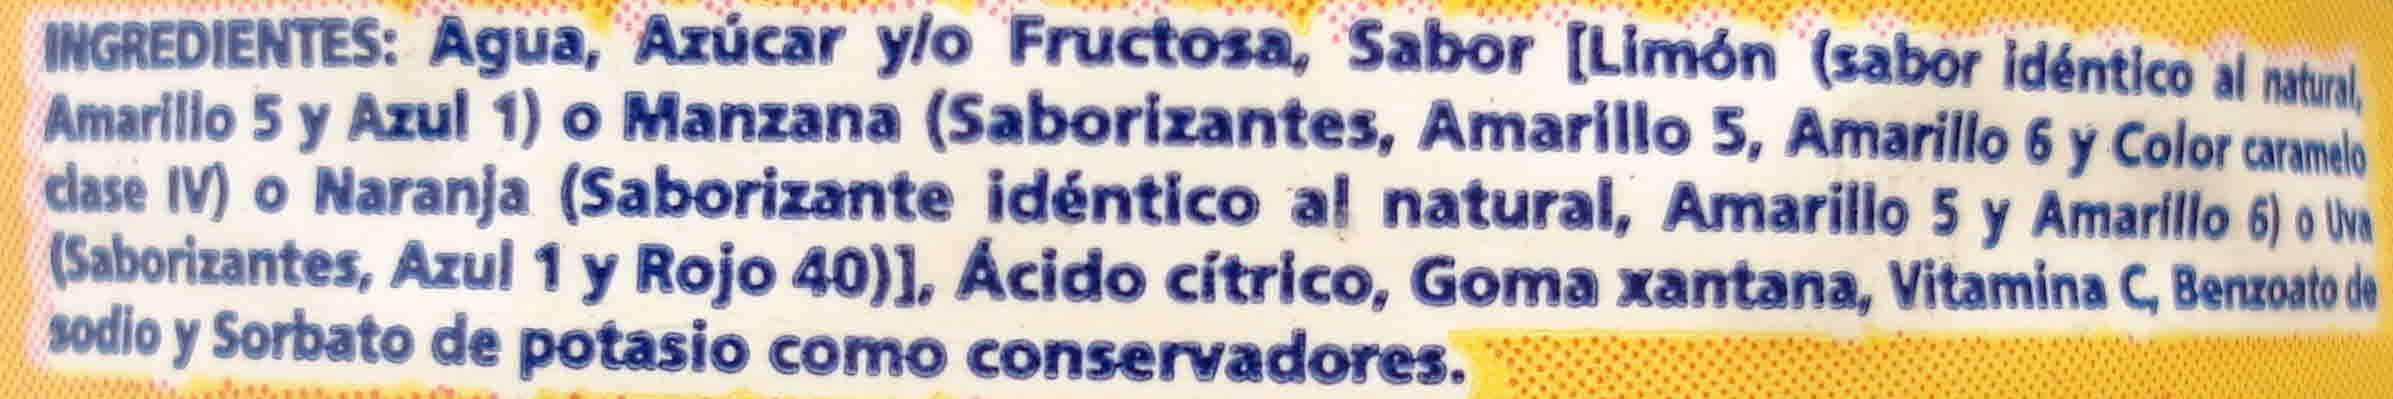 INGREDIENTES: Agua, Azúcar y/o Fructosa, Sabor [Limón (sabor idéntico al natural,
Amarillo 5 y Azul 1) o Manzana (Saborizantes, Amarillo 5, Amarillo 6 y Color caramelo
clase IV) o Naranja (Saborizante idéntico al natural, Amarillo 5 y Amarillo 6) o Uva
(Saborizantes, Azul 1 y Rojo 40)], Ácido cítrico, Goma xantana, Vitamina C, Benzoato de
sodio y Sorbato de potasio como conservadores.